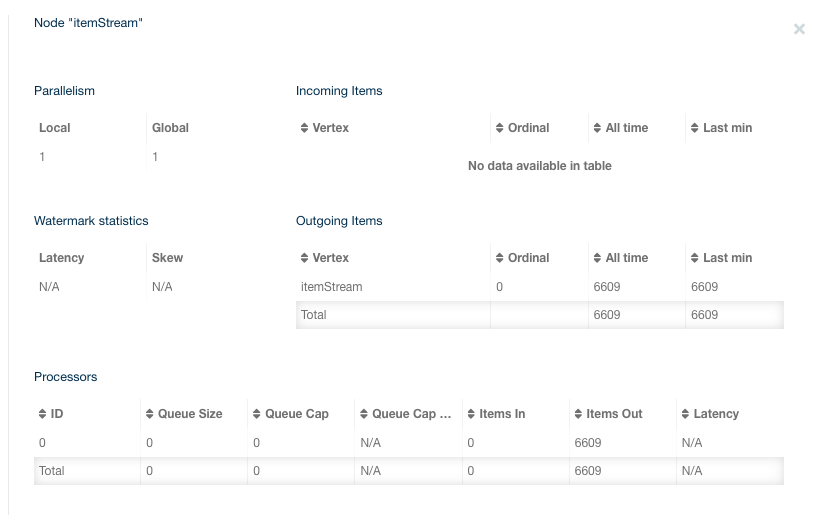 Node "itemStream"
Parallelism
Local Global
1 1
Incoming Items
Vertex Ordinal All time Last min
No data available in table
Watermark statistics
Latency Skew
N/A N/A
Outgoing Items
Vertex Ordinal All time Last min
itemStream 0 6609 6609
Total 6609 6609
Processors
ID Queue Size Queue Cap Queue Cap ... Items In Items Out Latency
0 0 0 N/A 0 6609 N/A
Total 0 0 N/A 0 6609 N/A